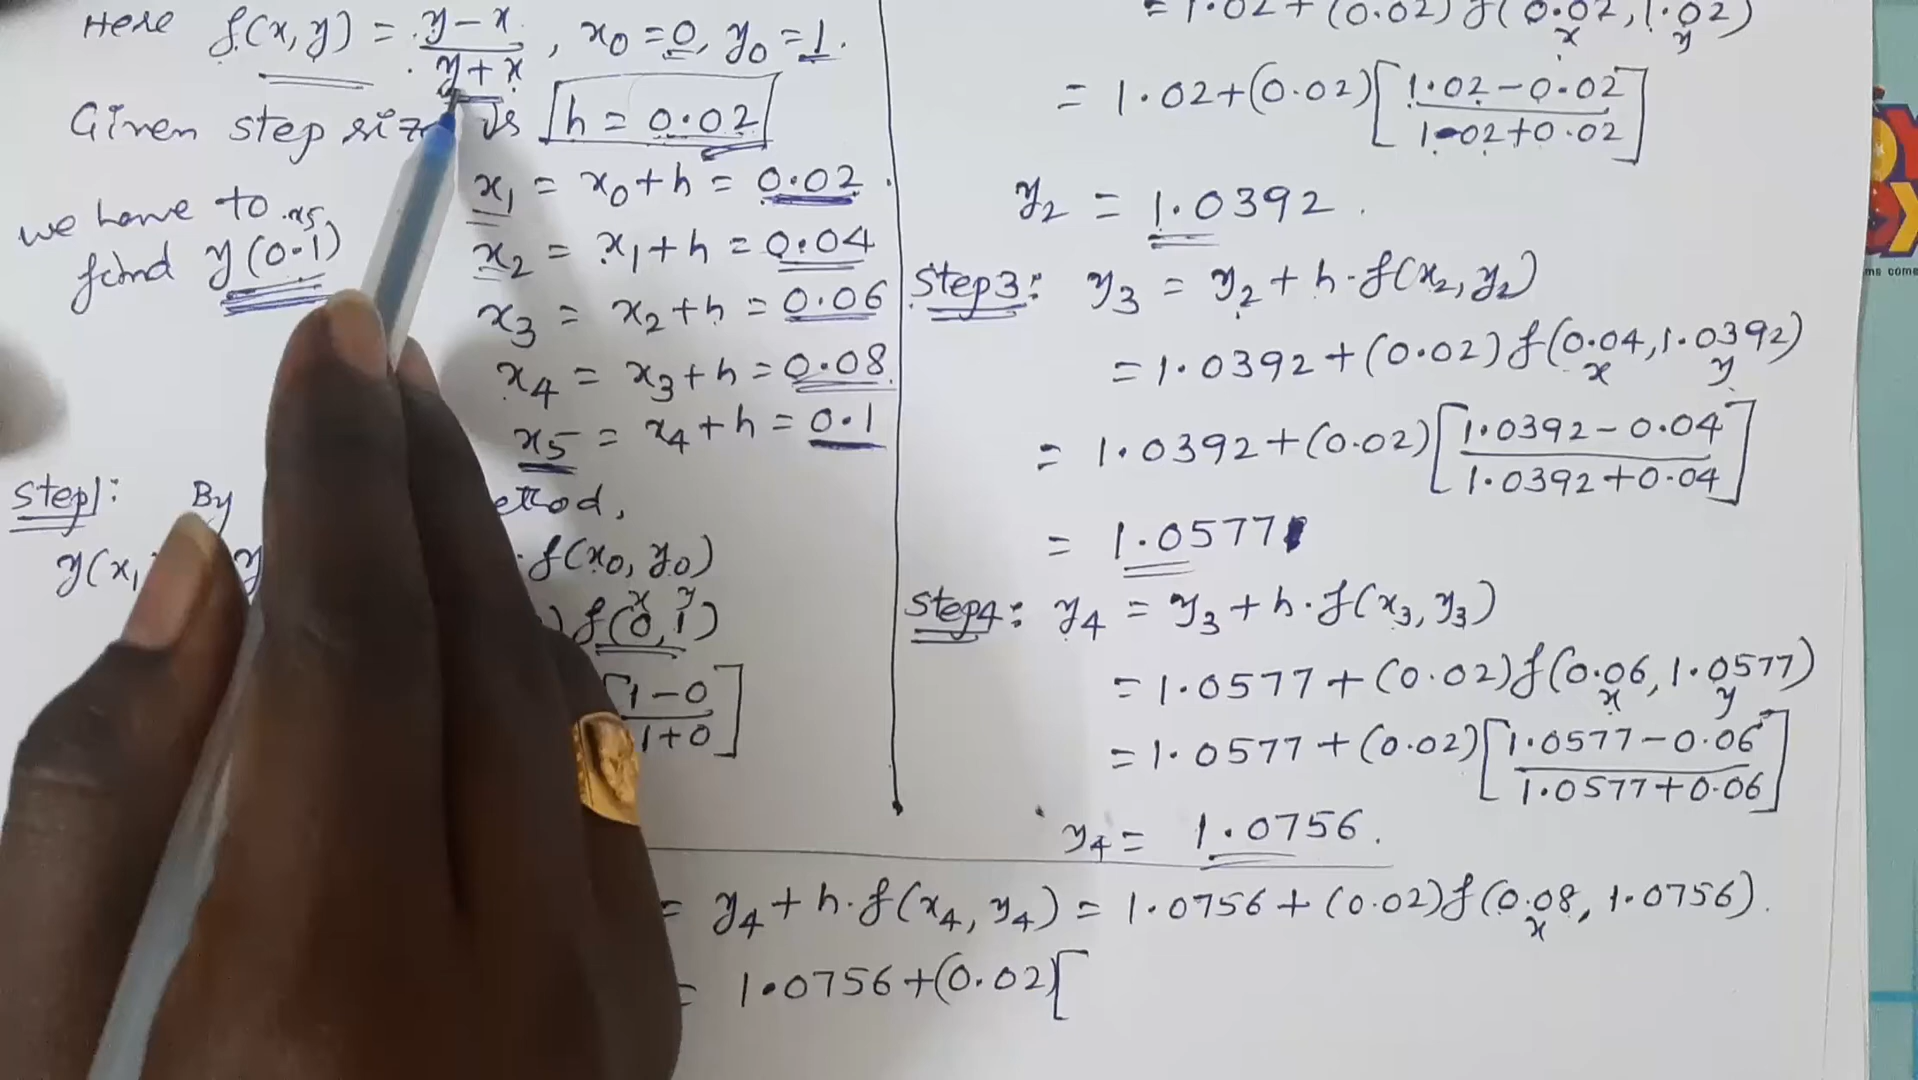 Here f(x, y) = y-x / y+x , x0 = 0, y0 = 1.
Given step is h = 0.02
we have to find y(0.1)
x5
x1 = x0 + h = 0.02
x2 = x1 + h = 0.04
x3 = x2 + h = 0.06
x4 = x3 + h = 0.08
x5 = x4 + h = 0.1
Step1: By
f(x0, y0)
f(0, 1)
x y
[1-0 / 1+0]
= 1.02 + (0.02) f(0.02, 1.02)
x y
= 1.02 + (0.02) [1.02 - 0.02 / 1.02 + 0.02]
y2 = 1.0392.
Step3: y3 = y2 + h. f(x2, y2)
= 1.0392 + (0.02) f(0.04, 1.0392)
x y
= 1.0392 + (0.02) [1.0392 - 0.04 / 1.0392 + 0.04]
= 1.0577
Step4: y4 = y3 + h. f(x3, y3)
= 1.0577 + (0.02) f(0.06, 1.0577)
x y
= 1.0577 + (0.02) [1.0577 - 0.06 / 1.0577 + 0.06]
y4 = 1.0756.
= y4 + h. f(x4, y4) = 1.0756 + (0.02) f(0.08, 1.0756).
x
= 1.0756 + (0.02) [